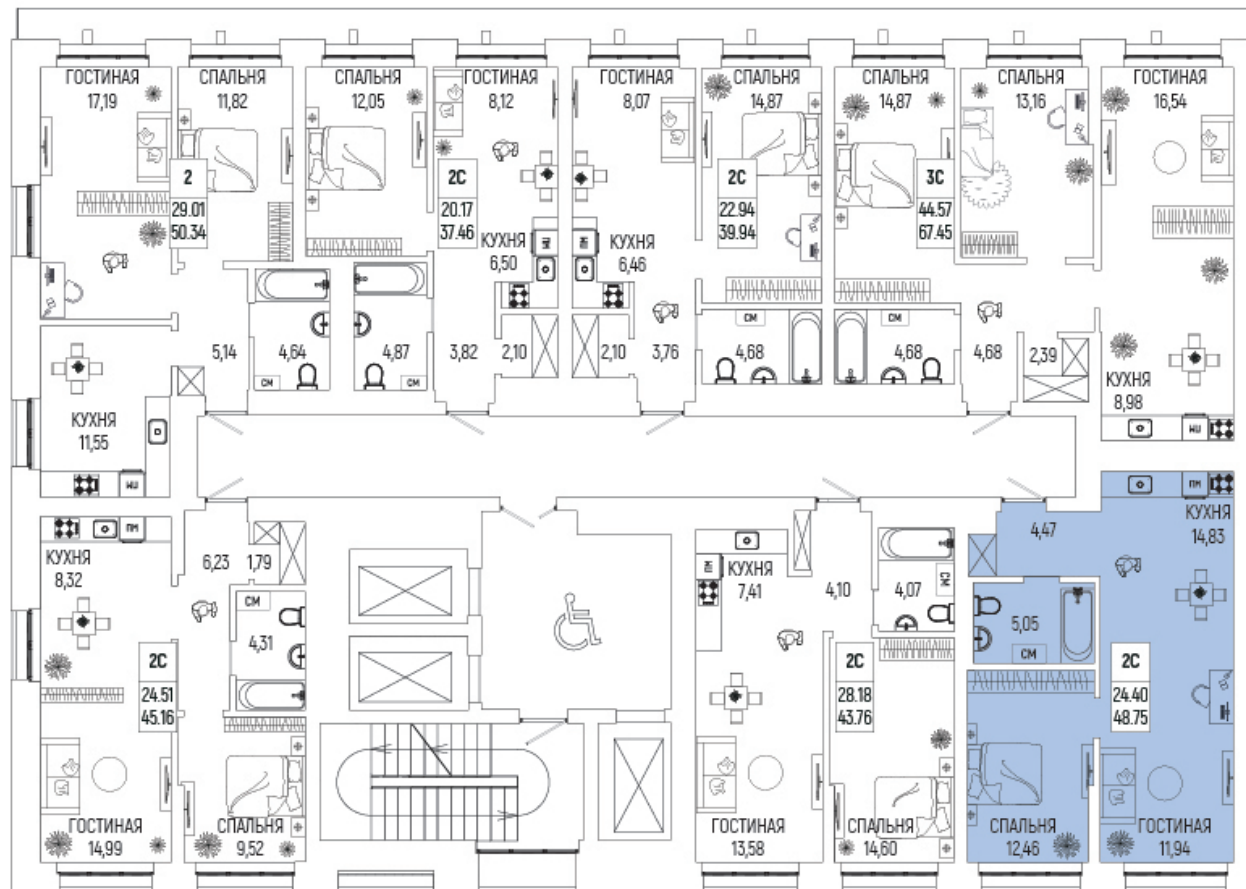 ГОСТИНАЯ
17,19
СПАЛЬНЯ
11,82
СПАЛЬНЯ
12,05
ГОСТИНАЯ
8,12
ГОСТИНАЯ
8,07
СПАЛЬНЯ
14,87
СПАЛЬНЯ
14,87
СПАЛЬНЯ
13,16
ГОСТИНАЯ
16,54
2
29.01
50.34
2С
20.17
37.46
2С
22.94
39.94
3С
44.57
67.45
КУХНЯ
6,50
КУХНЯ
6,46
5,14
4,64
СМ
4,87
СМ
3,82
2,10
2,10
3,76
СМ
4,68
СМ
4,68
4,68
2,39
КУХНЯ
8,98
КУХНЯ
11,55
КУХНЯ
8,32
ПМ
6,23
1,79
СМ
4,31
2С
24.51
45.16
ГОСТИНАЯ
14,99
СПАЛЬНЯ
9,52
КУХНЯ
7,41
4,10
4,07
СМ
2С
28.18
43.76
ГОСТИНАЯ
13,58
СПАЛЬНЯ
14,60
4,47
ПМ
КУХНЯ
14,83
5,05
СМ
2С
24.40
48.75
СПАЛЬНЯ
12,46
ГОСТИНАЯ
11,94